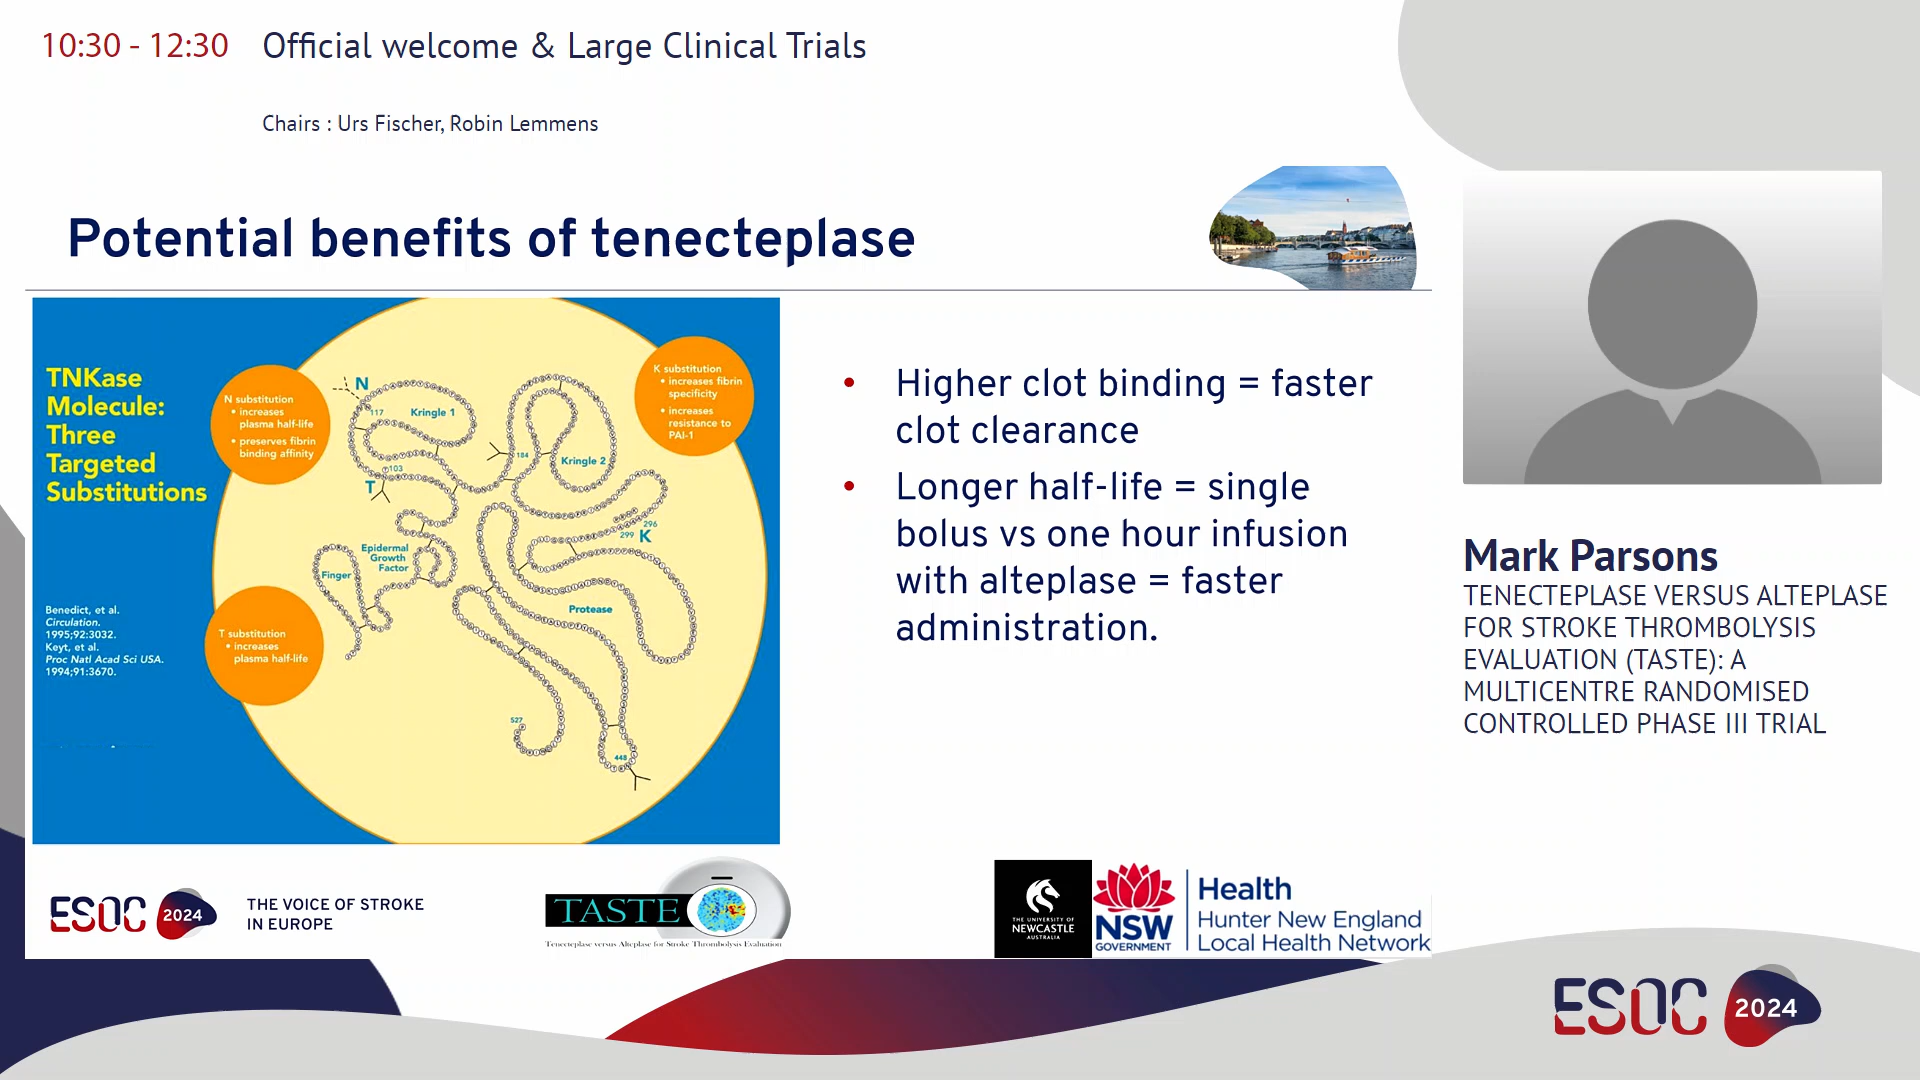 10:30 - 12:30 Official welcome & Large Clinical Trials
Chairs : Urs Fischer, Robin Lemmens
Potential benefits of tenecteplase
TNKase
Molecule:
Three
Targeted
Substitutions
N substitution
• increases
plasma half-life
• preserves fibrin
binding affinity
K substitution
• increases fibrin
specificity
• increases
resistance to
PAI-1
T substitution
• increases
plasma half-life
N
117
Kringle 1
103
T
184
Kringle 2
296
299 K
Epidermal
Growth
Factor
Finger
Protease
527
448
Benedict, et al.
Circulation.
1995;92:3032.
Keyt, et al.
Proc Natl Acad Sci USA.
1994;91:3670.
• Higher clot binding = faster
clot clearance
• Longer half-life = single
bolus vs one hour infusion
with alteplase = faster
administration.
Mark Parsons
TENECTEPLASE VERSUS ALTEPLASE
FOR STROKE THROMBOLYSIS
EVALUATION (TASTE): A
MULTICENTRE RANDOMISED
CONTROLLED PHASE III TRIAL
ESOC 2024
THE VOICE OF STROKE
IN EUROPE
TASTE
Tenecteplase versus Alteplase for Stroke Thrombolysis Evaluation
THE UNIVERSITY OF
NEWCASTLE
AUSTRALIA
NSW
GOVERNMENT
Health
Hunter New England
Local Health Network
ESOC 2024